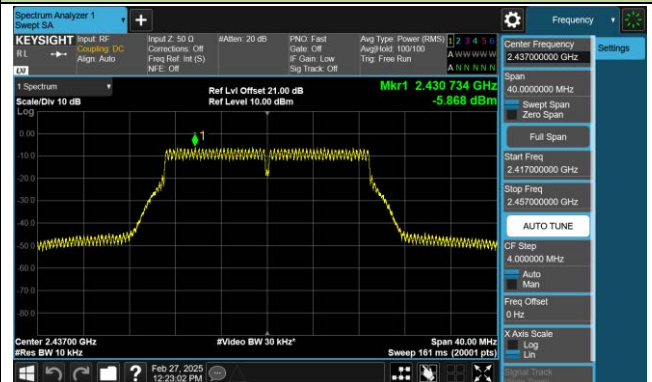 Spectrum Analyzer 1
Swept SA
Frequency
KEYSIGHT
Input: RF
Coupling: DC
Align: Auto
Input Z: 50 Ω
Corrections: Off
Freq Ref: Int (S)
NFE: Off
#Atten: 20 dB
PNO: Fast
Gate: Off
IF Gain: Low
Sig Track: Off
Avg Type: Power (RMS)
Avg|Hold: 100/100
Trig: Free Run
1 2 3 4 5 6
A W W W W W
A N N N N N
RL
LXI
1 Spectrum
Scale/Div 10 dB
Log
Ref Lvl Offset 21.00 dB
Ref Level 10.00 dBm
Mkr1 2.430 734 GHz
-5.868 dBm
1
0.00
-10.0
-20.0
-30.0
-40.0
-50.0
-60.0
-70.0
-80.0
Center 2.43700 GHz
#Res BW 10 kHz
#Video BW 30 kHz*
Span 40.00 MHz
Sweep 161 ms (20001 pts)
Feb 27, 2025
12:23:02 PM
Settings
Center Frequency
2.437000000 GHz
Span
40.0000000 MHz
Swept Span
Zero Span
Full Span
Start Freq
2.417000000 GHz
Stop Freq
2.457000000 GHz
AUTO TUNE
CF Step
4.000000 MHz
Auto
Man
Freq Offset
0 Hz
X Axis Scale
Log
Lin
Signal Track